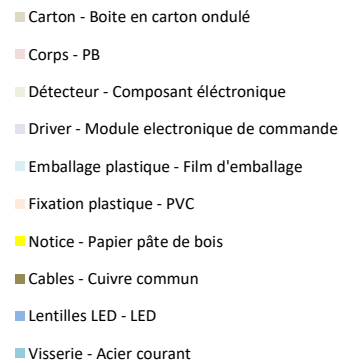 Carton - Boite en carton ondulé
Corps - PB
Détecteur - Composant éléctronique
Driver - Module electronique de commande
Emballage plastique - Film d'emballage
Fixation plastique - PVC
Notice - Papier pâte de bois
Cables - Cuivre commun
Lentilles LED - LED
Visserie - Acier courant